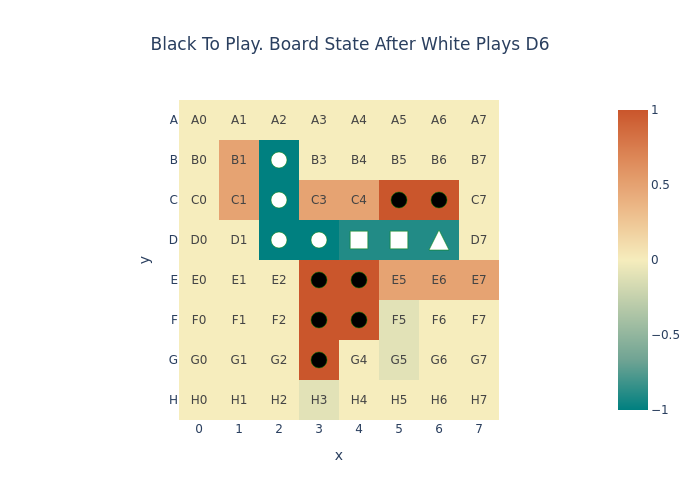 Black To Play. Board State After White Plays D6
A A0 A1 A2 A3 A4 A5 A6 A7
B B0 B1 B3 B4 B5 B6 B7
C C0 C1 C3 C4 C7
D D0 D1 D7
E E0 E1 E2 E5 E6 E7
F F0 F1 F2 F5 F6 F7
G G0 G1 G2 G4 G5 G6 G7
H H0 H1 H2 H3 H4 H5 H6 H7
0 1 2 3 4 5 6 7
x
y
1
0.5
0
−0.5
−1